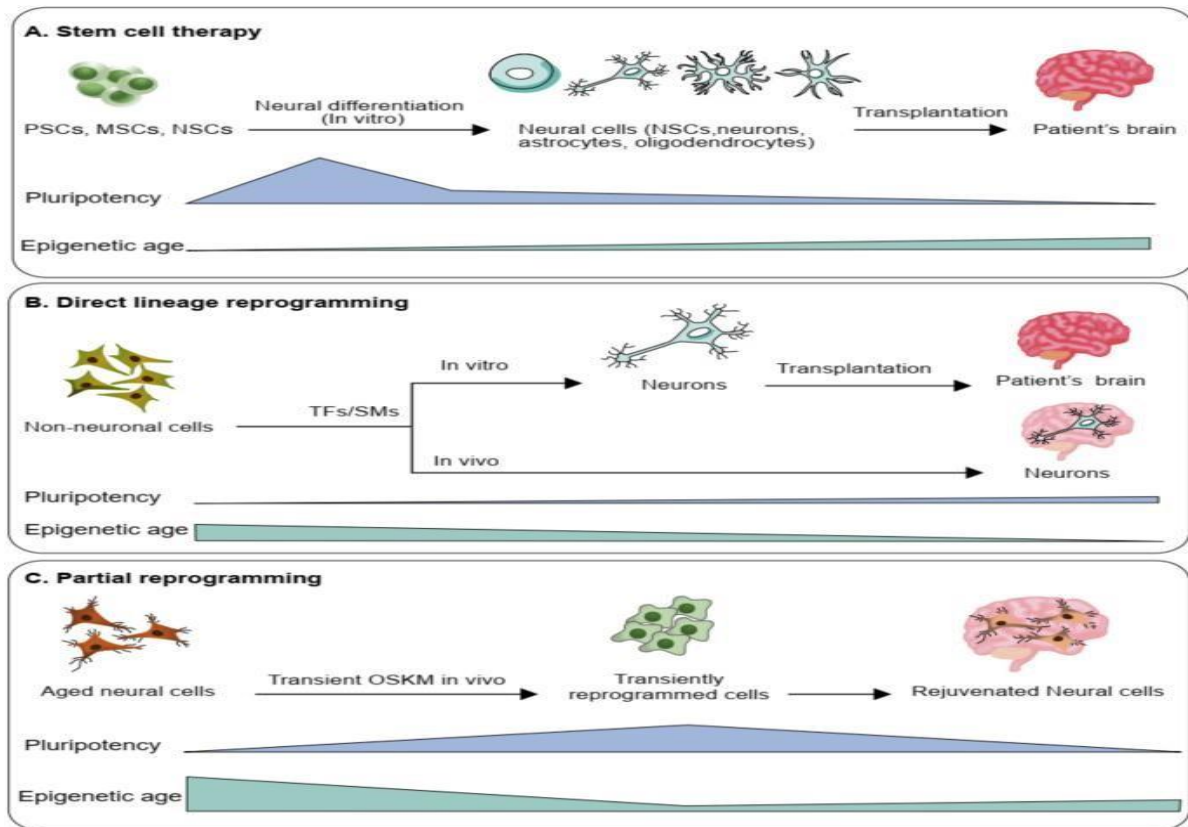 A. Stem cell therapy
Neural differentiation
(In vitro)
Transplantation
PSCs, MSCs, NSCs
Neural cells (NSCs,neurons,
astrocytes, oligodendrocytes)
Patient's brain
Pluripotency
Epigenetic age
B. Direct lineage reprogramming
In vitro
Neurons
Transplantation
Patient's brain
TFs/SMs
Non-neuronal cells
In vivo
Neurons
Pluripotency
Epigenetic age
C. Partial reprogramming
Aged neural cells
Transient OSKM in vivo
Transiently
reprogrammed cells
Rejuvenated Neural cells
Pluripotency
Epigenetic age